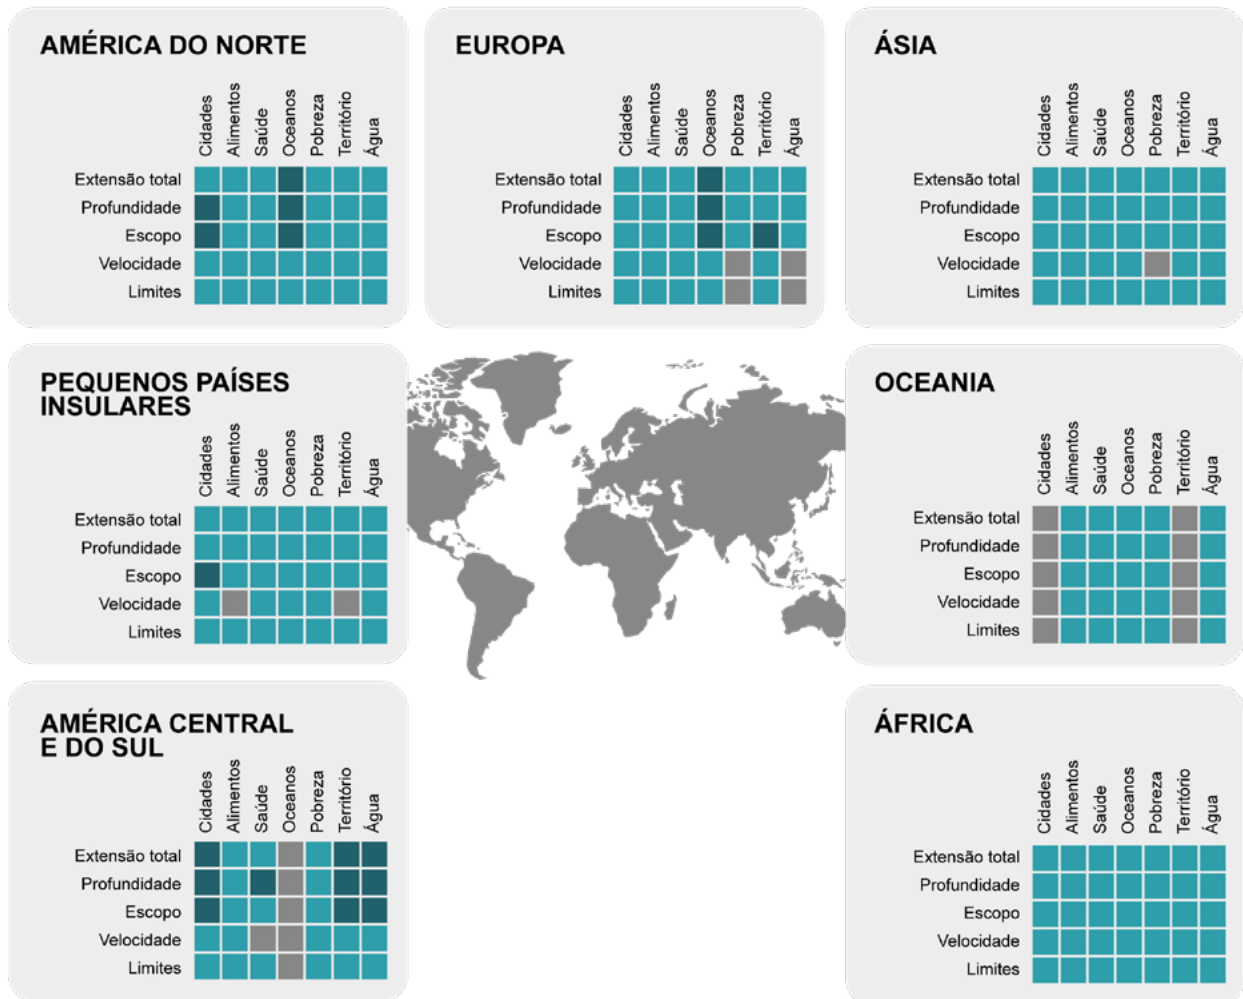 AMÉRICA DO NORTE
Cidades
Alimentos
Saúde
Oceanos
Pobreza
Território
Água
Extensão total
Profundidade
Escopo
Velocidade
Limites
EUROPA
Cidades
Alimentos
Saúde
Oceanos
Pobreza
Território
Água
Extensão total
Profundidade
Escopo
Velocidade
Limites
ÁSIA
Cidades
Alimentos
Saúde
Oceanos
Pobreza
Território
Água
Extensão total
Profundidade
Escopo
Velocidade
Limites
PEQUENOS PAÍSES
INSULARES
Cidades
Alimentos
Saúde
Oceanos
Pobreza
Território
Água
Extensão total
Profundidade
Escopo
Velocidade
Limites
OCEANIA
Cidades
Alimentos
Saúde
Oceanos
Pobreza
Território
Água
Extensão total
Profundidade
Escopo
Velocidade
Limites
AMÉRICA CENTRAL
E DO SUL
Cidades
Alimentos
Saúde
Oceanos
Pobreza
Território
Água
Extensão total
Profundidade
Escopo
Velocidade
Limites
ÁFRICA
Cidades
Alimentos
Saúde
Oceanos
Pobreza
Território
Água
Extensão total
Profundidade
Escopo
Velocidade
Limites